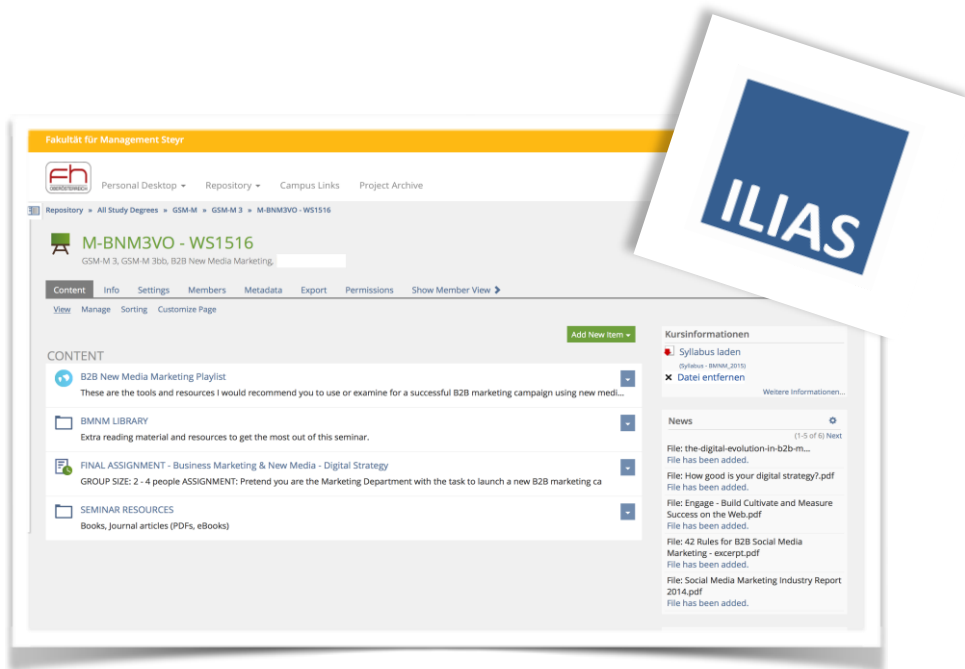 Fakultät für Management Steyr
fh
OBERÖSTERREICH
Personal Desktop
Repository
Campus Links
Project Archive
Repository » All Study Degrees » GSM-M » GSM-M 3 » M-BNM3VO - WS1516
M-BNM3VO - WS1516
GSM-M 3, GSM-M 3bb, B2B New Media Marketing,
Content Info Settings Members Metadata Export Permissions Show Member View
View Manage Sorting Customize Page
Add New Item
CONTENT
B2B New Media Marketing Playlist
These are the tools and resources I would recommend you to use or examine for a successful B2B marketing campaign using new medi...
BMNM LIBRARY
Extra reading material and resources to get the most out of this seminar.
FINAL ASSIGNMENT - Business Marketing & New Media - Digital Strategy
GROUP SIZE: 2 - 4 people ASSIGNMENT: Pretend you are the Marketing Department with the task to launch a new B2B marketing ca
SEMINAR RESOURCES
Books, Journal articles (PDFs, eBooks)
Kursinformationen
Syllabus laden
(Syllabus - BMNM_2015)
Datei entfernen
Weitere Informationen...
News
(1-5 of 6) Next
File: the-digital-evolution-in-b2b-m...
File has been added.
File: How good is your digital strategy?.pdf
File has been added.
File: Engage - Build Cultivate and Measure
Success on the Web.pdf
File has been added.
File: 42 Rules for B2B Social Media
Marketing - excerpt.pdf
File has been added.
File: Social Media Marketing Industry Report
2014.pdf
File has been added.
ILIAS